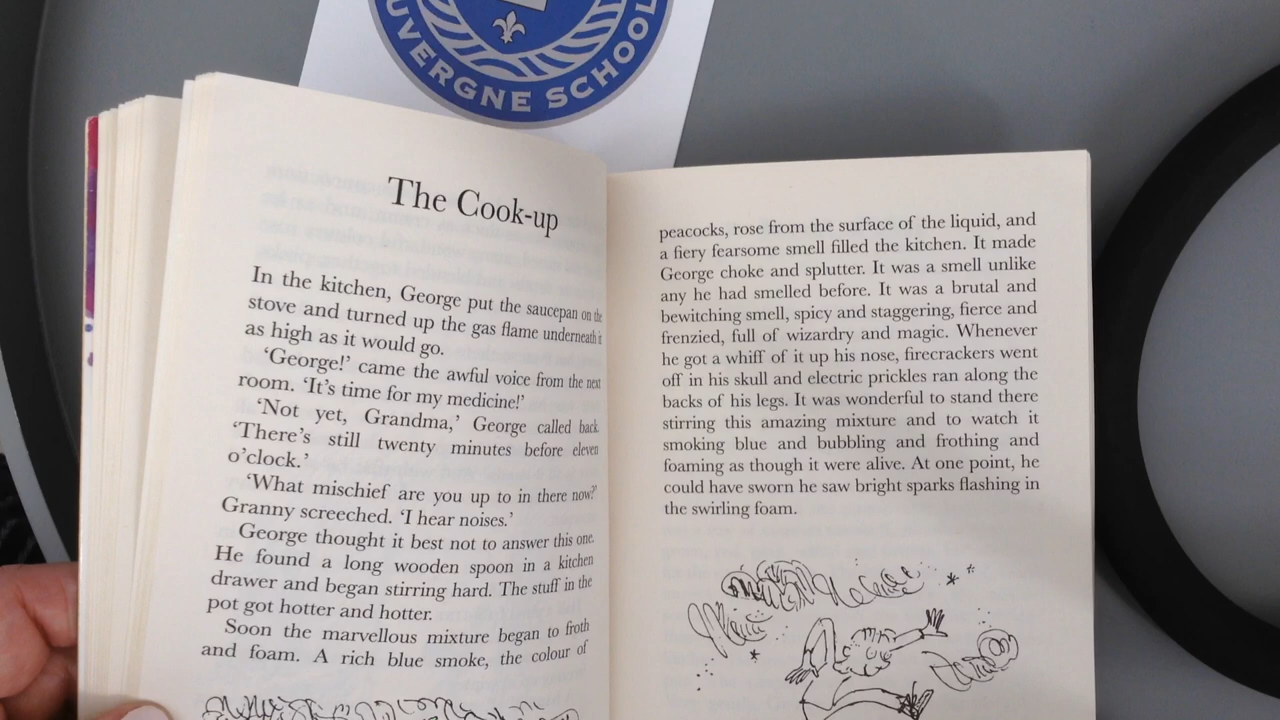 UVERGNE SCHOOL
The Cook-up
In the kitchen, George put the saucepan on the
stove and turned up the gas flame underneath it
as high as it would go.
‘George!’ came the awful voice from the next
room. ‘It’s time for my medicine!’
‘Not yet, Grandma,’ George called back.
‘There’s still twenty minutes before eleven
o’clock.’
‘What mischief are you up to in there now?’
Granny screeched. ‘I hear noises.’
George thought it best not to answer this one.
He found a long wooden spoon in a kitchen
drawer and began stirring hard. The stuff in the
pot got hotter and hotter.
Soon the marvellous mixture began to froth
and foam. A rich blue smoke, the colour of
peacocks, rose from the surface of the liquid, and
a fiery fearsome smell filled the kitchen. It made
George choke and splutter. It was a smell unlike
any he had smelled before. It was a brutal and
bewitching smell, spicy and staggering, fierce and
frenzied, full of wizardry and magic. Whenever
he got a whiff of it up his nose, firecrackers went
off in his skull and electric prickles ran along the
backs of his legs. It was wonderful to stand there
stirring this amazing mixture and to watch it
smoking blue and bubbling and frothing and
foaming as though it were alive. At one point, he
could have sworn he saw bright sparks flashing in
the swirling foam.